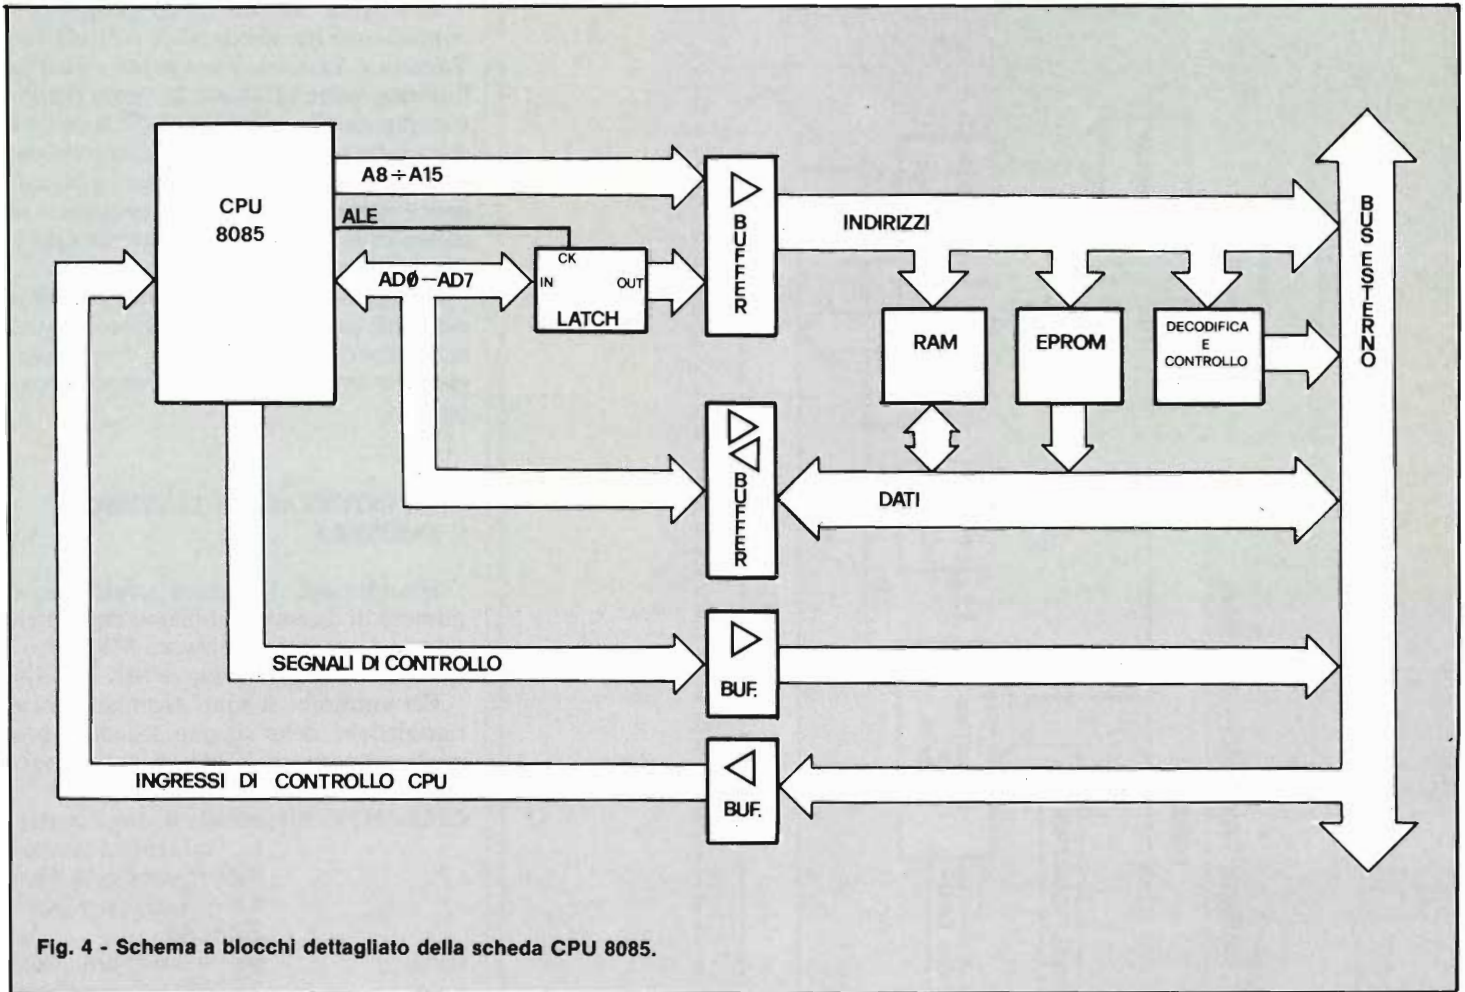 CPU
8085
A8÷A15
ALE
AD0—AD7
CK
IN
OUT
LATCH
BUFFER
INDIRIZZI
RAM
EPROM
DECODIFICA
E
CONTROLLO
BUS ESTERNO
BUFFER
DATI
SEGNALI DI CONTROLLO
BUF.
INGRESSI DI CONTROLLO CPU
BUF.
Fig. 4 - Schema a blocchi dettagliato della scheda CPU 8085.